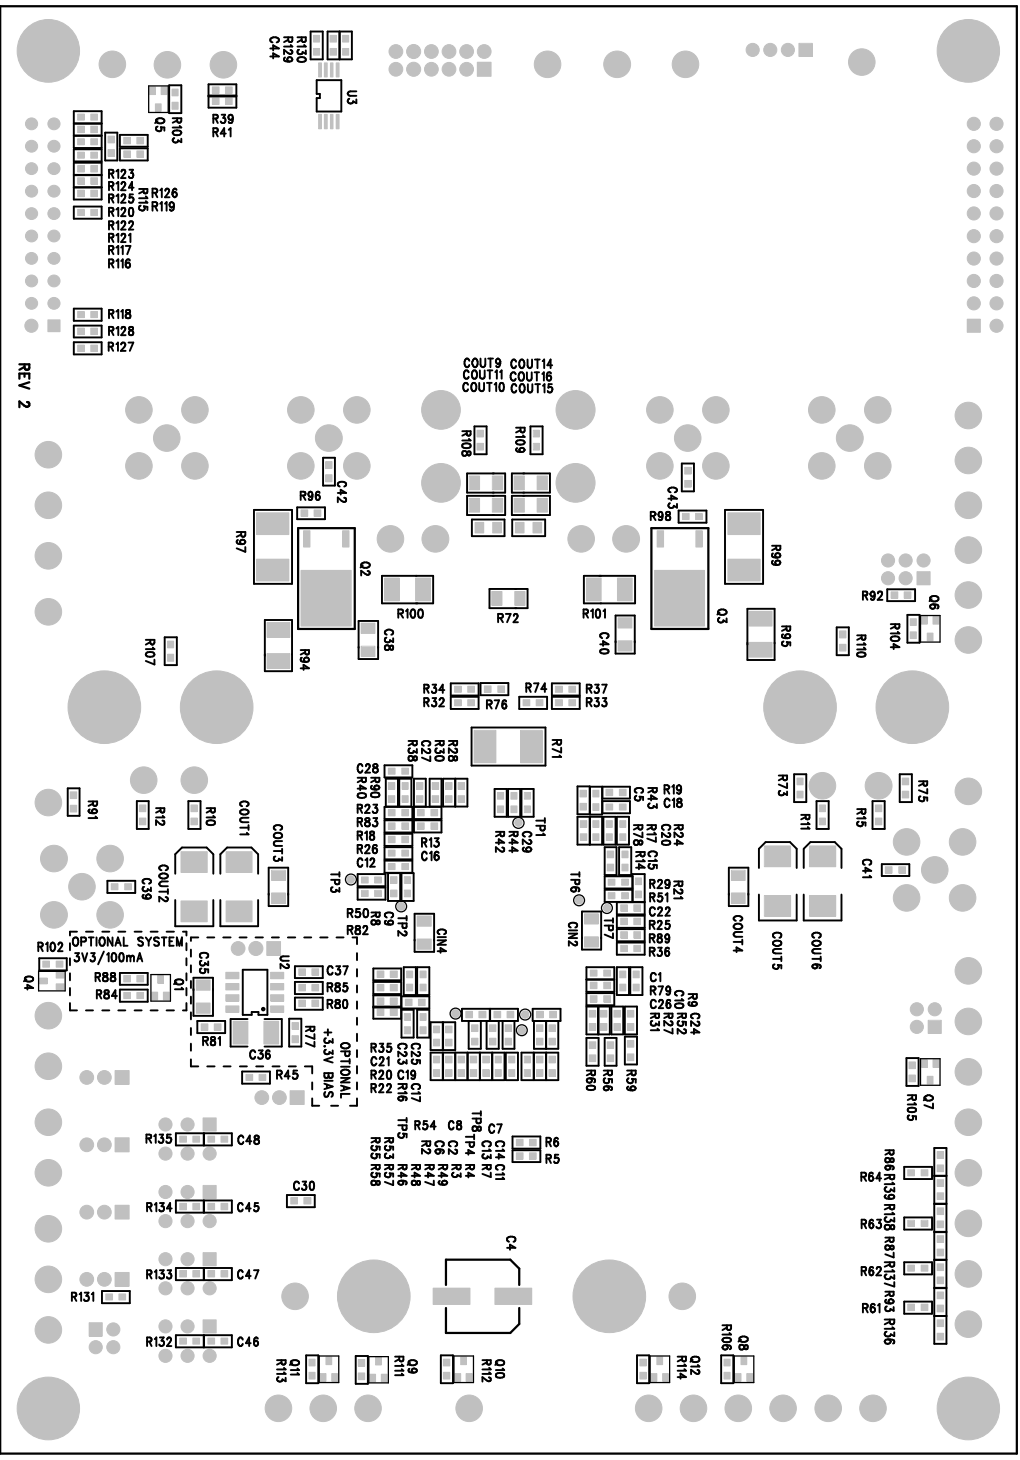 C44
R129
R130
U3
Q5
R103
R39
R41
R123
R124
R125
R120
R122
R121
R117
R116
R115
R126
R119
R118
R128
R127
REV 2
COUT9 COUT14
COUT11 COUT16
COUT10 COUT15
R108
R109
R96
C42
C43
R98
R97
Q2
R99
R100
R72
R101
Q3
R92
Q6
R104
R107
R94
C38
C40
R95
R110
R34
R32
R76
R74
R37
R33
R71
R38
C27
R30
R28
C28
R40
R90
R23
R83
R18
R26
C12
R13
C16
R42
R44
C29
TP1
C5
R43
R19
C18
R78
R17
C20
R24
R14
C15
R29
R51
R21
C22
R25
R89
R36
R73
R11
R15
R75
R91
R12
R10
COUT1
COUT2
COUT3
C39
TP3
R50
R8
R82
C9
TP2
CIN4
TP6
CIN2
TP7
C41
COUT4
COUT5
COUT6
R102
Q4
OPTIONAL SYSTEM
3V3/100mA
R88
R84
Q1
C35
U2
C37
R85
R80
R81
C36
R77
OPTIONAL
+3.3V BIAS
R45
C1
R79
C26
R31
C10
R27
R9
R52
C24
R60
R56
R59
R35
C21
R20
R22
C25
C23
C19
R16
C17
Q7
R105
TP5
R54
C8
TP8
C7
R55
R53
R2
C6
C2
TP4
C13
C14
R58
R57
R46
R48
R47
R49
R3
R4
R7
C11
R6
R5
R135
C48
R134
C45
C30
R133
C47
R131
R132
C46
R86
R64
R139
R138
R63
R87
R62
R137
R93
R61
R136
C4
Q11
R113
Q9
R111
Q10
R112
Q12
R114
R106
Q8